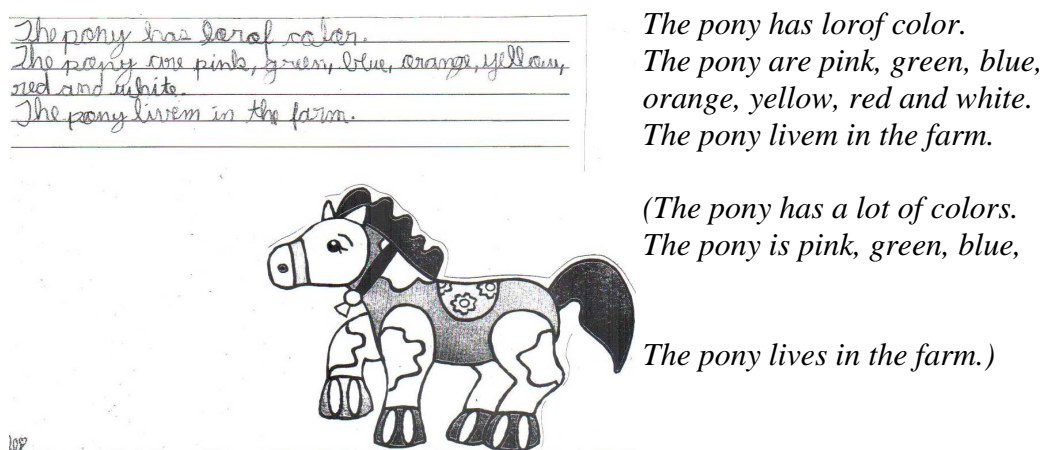 The pony has lorof color.
The pony are pink, green, blue, orange, yellow,
red and white.
The pony livem in the farm.
The pony has lorof color.
The pony are pink, green, blue,
orange, yellow, red and white.
The pony livem in the farm.
(The pony has a lot of colors.
The pony is pink, green, blue,
The pony lives in the farm.)